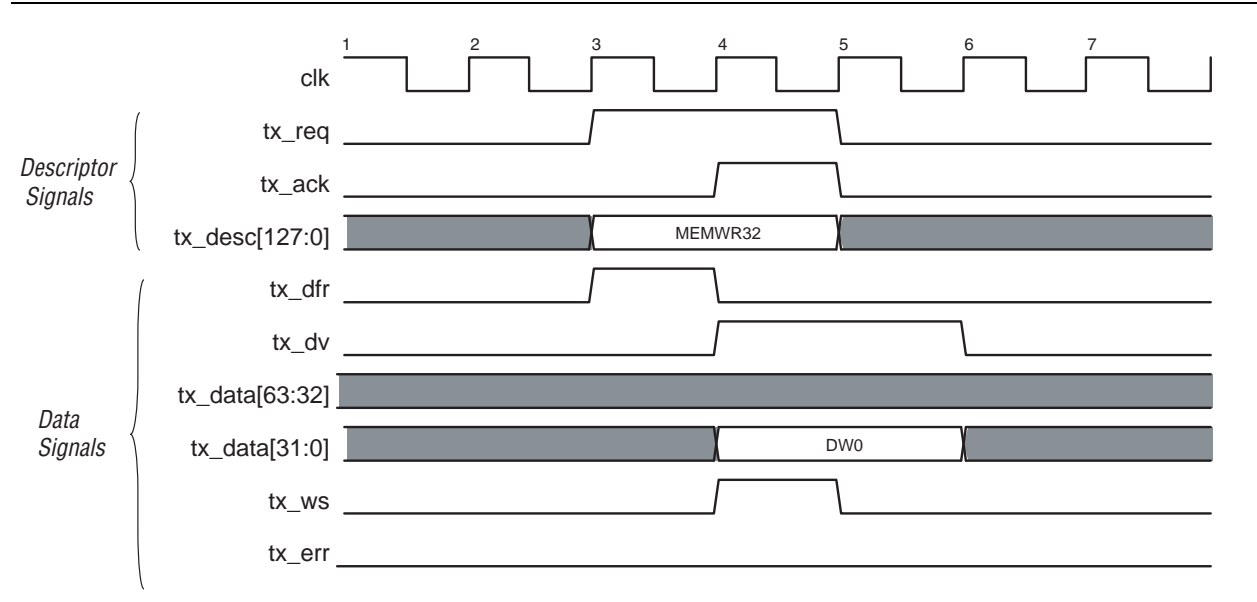 1 2 3 4 5 6 7
clk
tx_req
Descriptor
Signals
tx_ack
tx_desc[127:0] MEMWR32
tx_dfr
tx_dv
tx_data[63:32]
Data
Signals
tx_data[31:0] DW0
tx_ws
tx_err